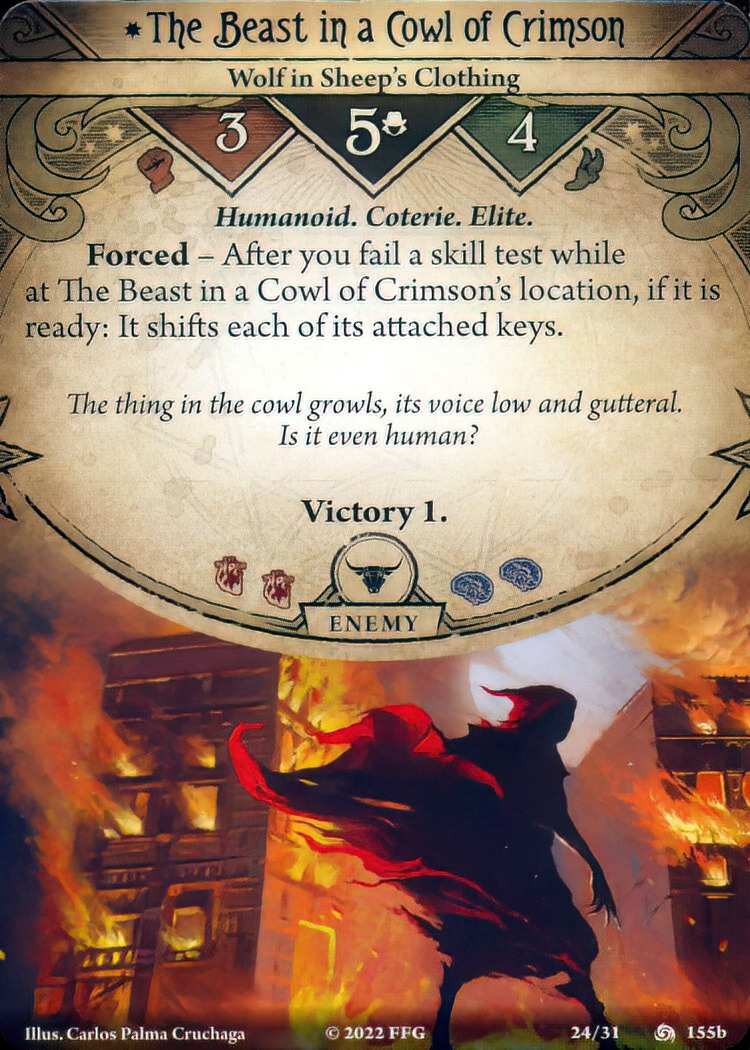 The Beast in a Cowl of Crimson
Wolf in Sheep's Clothing
3 5 4
Humanoid. Coterie. Elite.
Forced – After you fail a skill test while
at The Beast in a Cowl of Crimson's location, if it is
ready: It shifts each of its attached keys.
The thing in the cowl growls, its voice low and gutteral.
Is it even human?
Victory 1.
ENEMY
Illus. Carlos Palma Cruchaga © 2022 FFG 24/31 155b